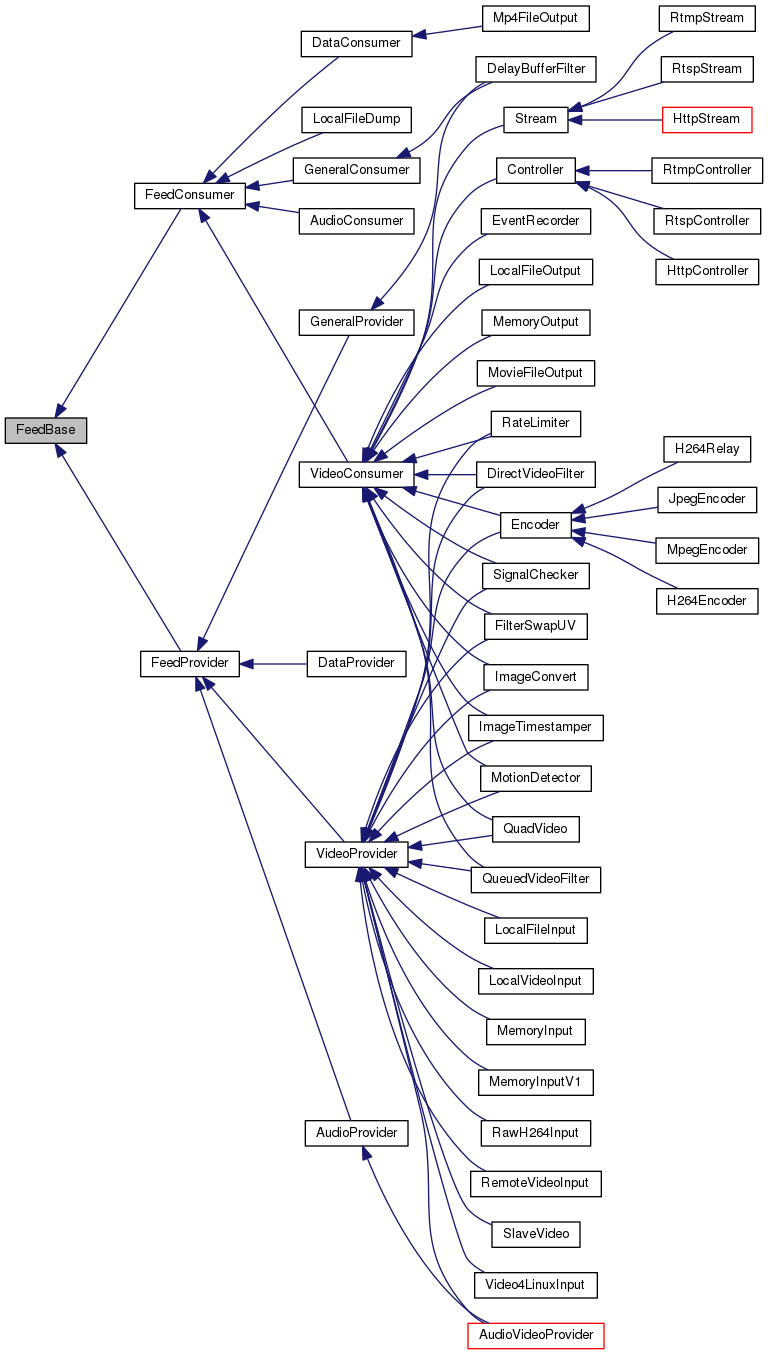 FeedBase
FeedConsumer
FeedProvider
DataConsumer
LocalFileDump
GeneralConsumer
AudioConsumer
GeneralProvider
VideoConsumer
DataProvider
VideoProvider
AudioProvider
Mp4FileOutput
DelayBufferFilter
Stream
Controller
EventRecorder
LocalFileOutput
MemoryOutput
MovieFileOutput
RateLimiter
DirectVideoFilter
Encoder
SignalChecker
FilterSwapUV
ImageConvert
ImageTimestamper
MotionDetector
QuadVideo
QueuedVideoFilter
LocalFileInput
LocalVideoInput
MemoryInput
MemoryInputV1
RawH264Input
RemoteVideoInput
SlaveVideo
Video4LinuxInput
AudioVideoProvider
RtmpStream
RtspStream
HttpStream
RtmpController
RtspController
HttpController
H264Relay
JpegEncoder
MpegEncoder
H264Encoder